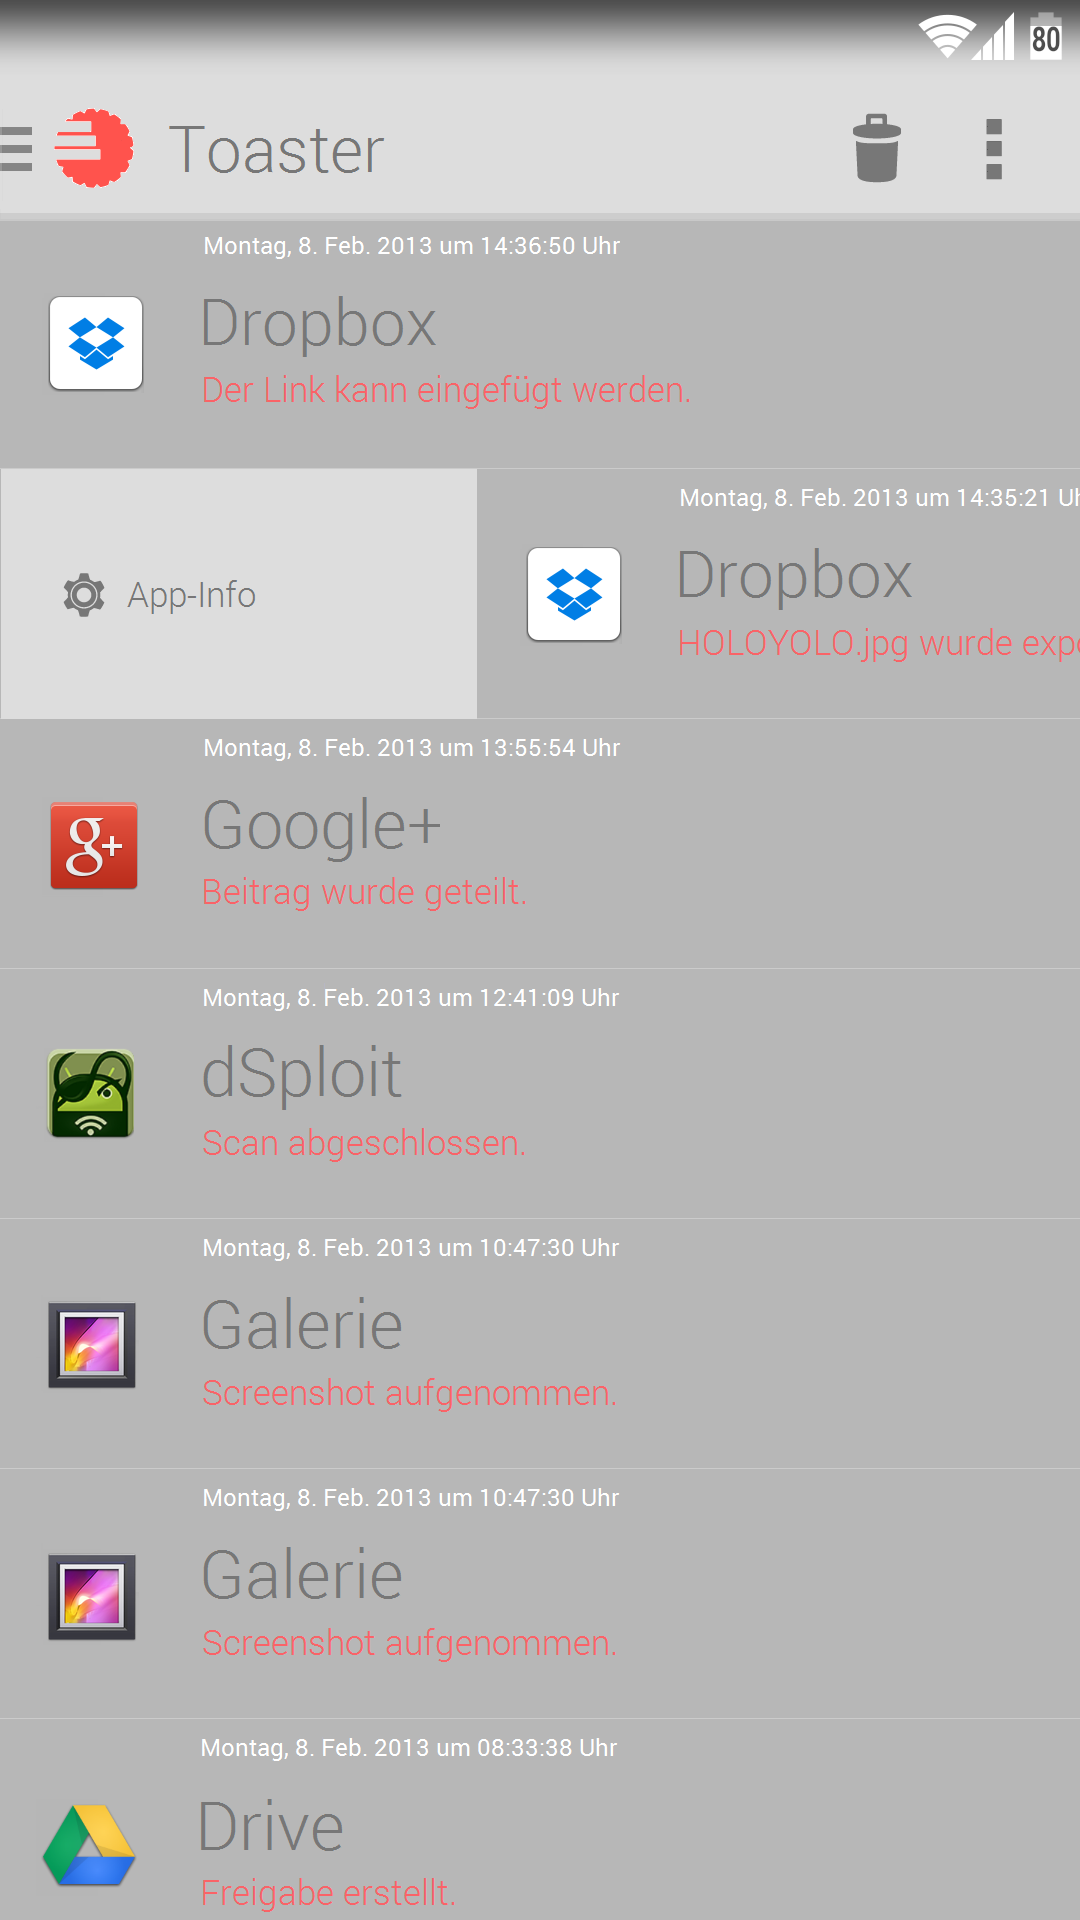 80
Toaster
Montag, 8. Feb. 2013 um 14:36:50 Uhr
Dropbox
Der Link kann eingefügt werden.
App-Info
Montag, 8. Feb. 2013 um 14:35:21 Uh
Dropbox
HOLOYOLO.jpg wurde exp
Montag, 8. Feb. 2013 um 13:55:54 Uhr
g+
Google+
Beitrag wurde geteilt.
Montag, 8. Feb. 2013 um 12:41:09 Uhr
dSploit
Scan abgeschlossen.
Montag, 8. Feb. 2013 um 10:47:30 Uhr
Galerie
Screenshot aufgenommen.
Montag, 8. Feb. 2013 um 10:47:30 Uhr
Galerie
Screenshot aufgenommen.
Montag, 8. Feb. 2013 um 08:33:38 Uhr
Drive
Freigabe erstellt.